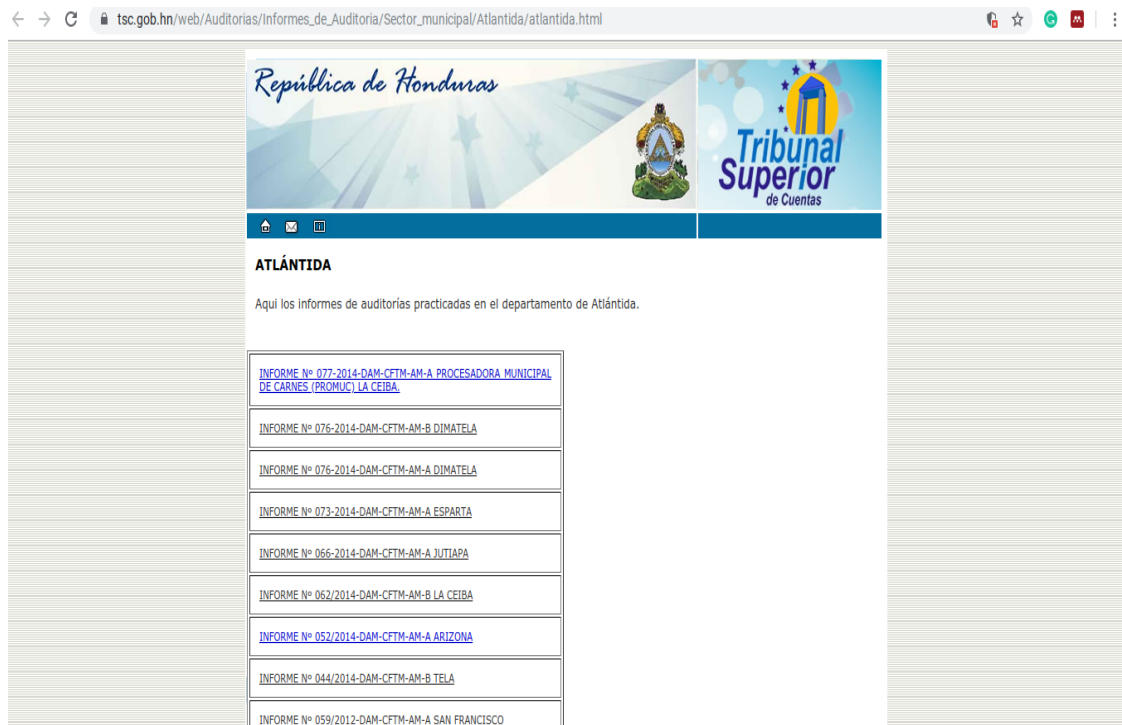 tsc.gob.hn/web/Auditorias/Informes_de_Auditoria/Sector_municipal/Atlantida/atlantida.html
República de Honduras
Tribunal
Superior
de Cuentas
ATLÁNTIDA
Aqui los informes de auditorías practicadas en el departamento de Atlántida.
INFORME Nº 077-2014-DAM-CFTM-AM-A PROCESADORA MUNICIPAL
DE CARNES (PROMUC) LA CEIBA.
INFORME Nº 076-2014-DAM-CFTM-AM-B DIMATELA
INFORME Nº 076-2014-DAM-CFTM-AM-A DIMATELA
INFORME Nº 073-2014-DAM-CFTM-AM-A ESPARTA
INFORME Nº 066-2014-DAM-CFTM-AM-A JUTIAPA
INFORME Nº 062/2014-DAM-CFTM-AM-B LA CEIBA
INFORME Nº 052/2014-DAM-CFTM-AM-A ARIZONA
INFORME Nº 044/2014-DAM-CFTM-AM-B TELA
INFORME Nº 059/2012-DAM-CFTM-AM-A SAN FRANCISCO